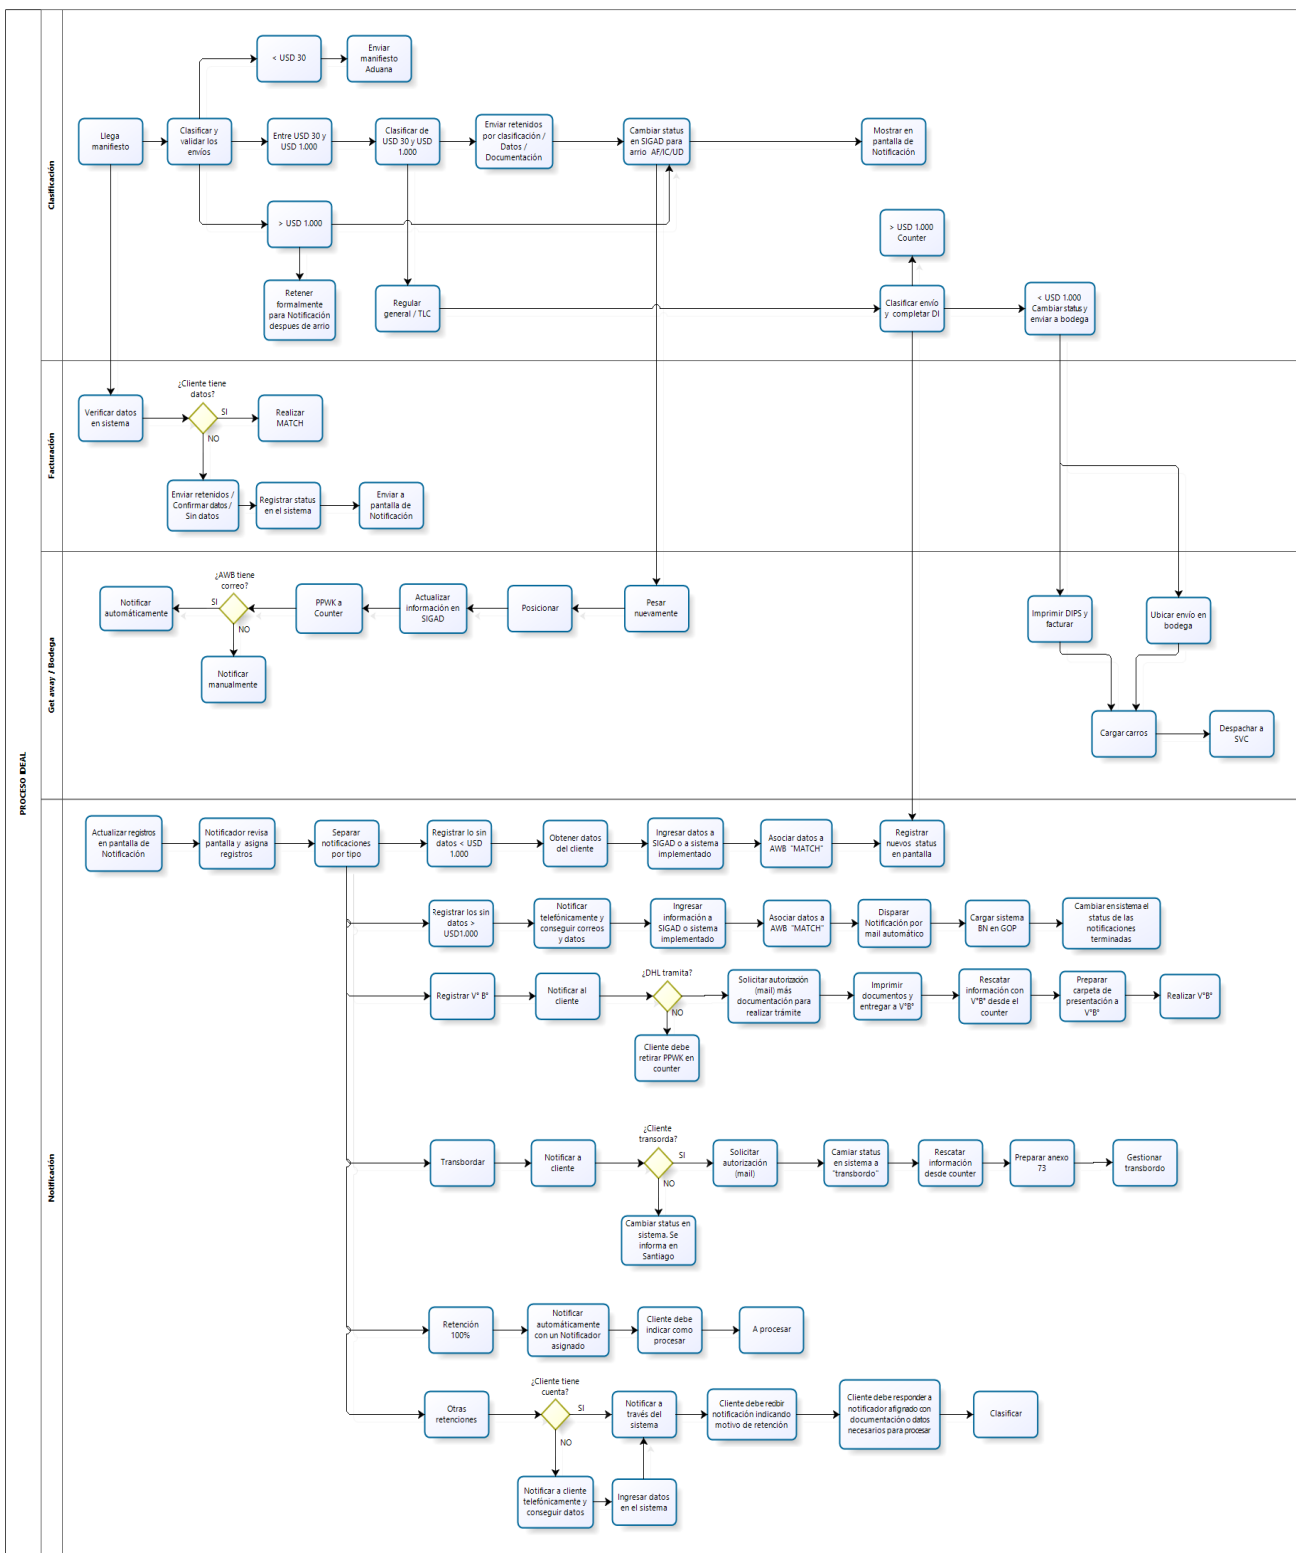 PROCESO IDEAL
Clasificación
< USD 30
Enviar
manifiesto
Aduana
Llega
manifiesto
Clasificar y
validar los
envíos
Entre USD 30 y
USD 1.000
Clasificar de
USD 30 y USD
1.000
Enviar retenidos
por clasificación /
Datos /
Documentación
Cambiar status
en SIGAD para
arrio AF/IC/UD
Mostrar en
pantalla de
Notificación
> USD 1.000
> USD 1.000
Counter
Retener
formalmente
para Notificación
despues de arrio
Regular
general / TLC
Clasificar envío
y completar DI
< USD 1.000
Cambiar status y
enviar a bodega
Facturación
¿Cliente tiene
datos?
Verificar datos
en sistema
SI
Realizar
MATCH
NO
Enviar retenidos /
Confirmar datos /
Sin datos
Registrar status
en el sistema
Enviar a
pantalla de
Notificación
Get away / Bodega
¿AWB tiene
correo?
Notificar
automáticamente
SI
PPWK a
Counter
Actualizar
información en
SIGAD
Posicionar
Pesar
nuevamente
Imprimir DIPS y
facturar
Ubicar envío en
bodega
NO
Notificar
manualmente
Cargar carros
Despachar a
SVC
Notificación
Actualizar registros
en pantalla de
Notificación
Notificador revisa
pantalla y asigna
registros
Separar
notificaciones
por tipo
Registrar lo sin
datos < USD
1.000
Obtener datos
del cliente
Ingresar datos a
SIGAD o a sistema
implementado
Asociar datos a
AWB "MATCH"
Registrar
nuevos status
en pantalla
Registrar los sin
datos >
USD1.000
Notificar
telefónicamente y
conseguir correos
y datos
Ingresar
información a
SIGAD o sistema
implementado
Asociar datos a
AWB "MATCH"
Disparar
Notificación por
mail automático
Cargar sistema
BN en GOP
Cambiar en sistema el
status de las
notificaciones
terminadas
Registrar V° B°
Notificar al
cliente
¿DHL tramita?
SI
NO
Solicitar autorización
(mail) más
documentación para
realizar trámite
Imprimir
documentos y
entregar a V°B°
Rescatar
información con
V°B° desde el
counter
Preparar
carpeta de
presentación a
V°B°
Realizar V°B°
Cliente debe
retirar PPWK en
counter
Transbordar
Notificar a
cliente
¿Cliente
transorda?
SI
NO
Solicitar
autorización
(mail)
Camiar status
en sistema a
"transbordo"
Rescatar
información
desde counter
Preparar anexo
73
Gestionar
transbordo
Cambiar status en
sistema. Se
informa en
Santiago
Retención
100%
Notificar
automáticamente
con un Notificador
asignado
Cliente debe
indicar como
procesar
A procesar
Otras
retenciones
¿Cliente tiene
cuenta?
SI
NO
Notificar a
través del
sistema
Cliente debe recibir
notificación indicando
motivo de retención
Cliente debe responder a
notificador afignado con
documentación o datos
necesarios para procesar
Clasificar
Notificar a cliente
telefónicamente y
conseguir datos
Ingresar datos
en el sistema